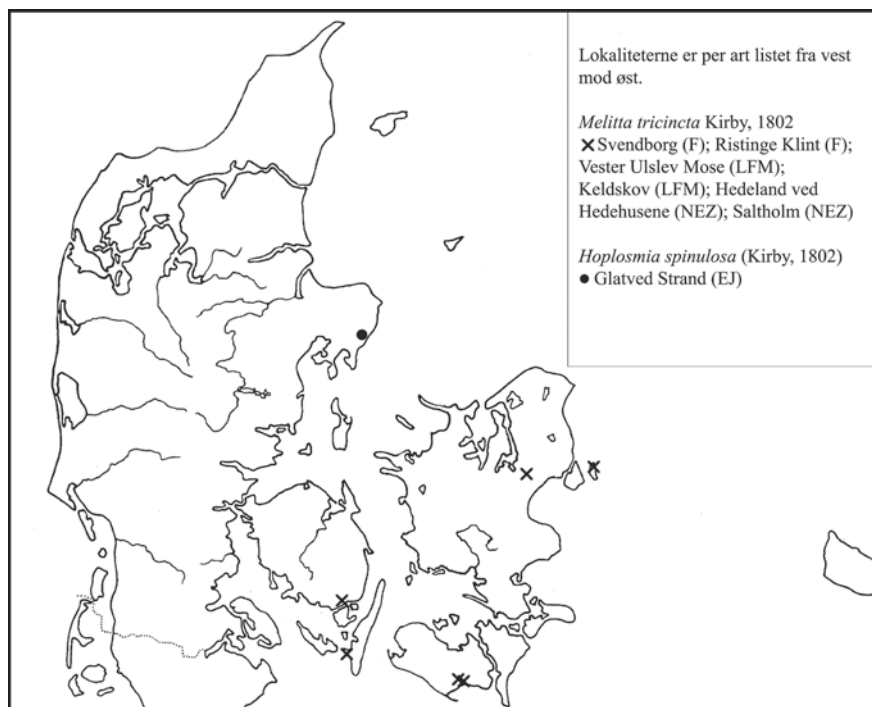 Lokaliteterne er per art listet fra vest
mod øst.
Melitta tricincta Kirby, 1802
×Svendborg (F); Ristinge Klint (F);
Vester Ulslev Mose (LFM);
Keldskov (LFM); Hedeland ved
Hedehusene (NEZ); Saltholm (NEZ)
Hoplosmia spinulosa (Kirby, 1802)
● Glatved Strand (EJ)